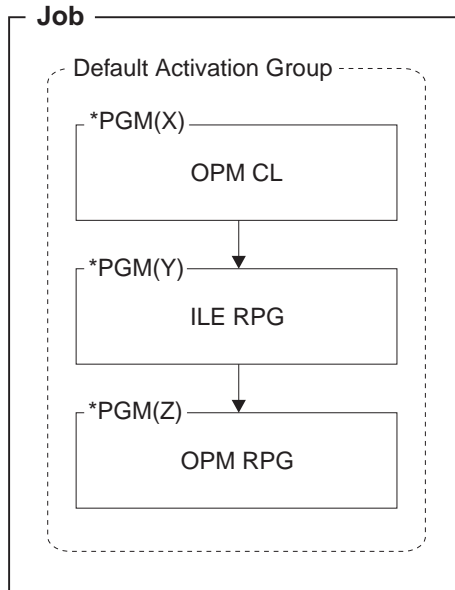 Job
Default Activation Group
*PGM(X)
OPM CL
*PGM(Y)
ILE RPG
*PGM(Z)
OPM RPG